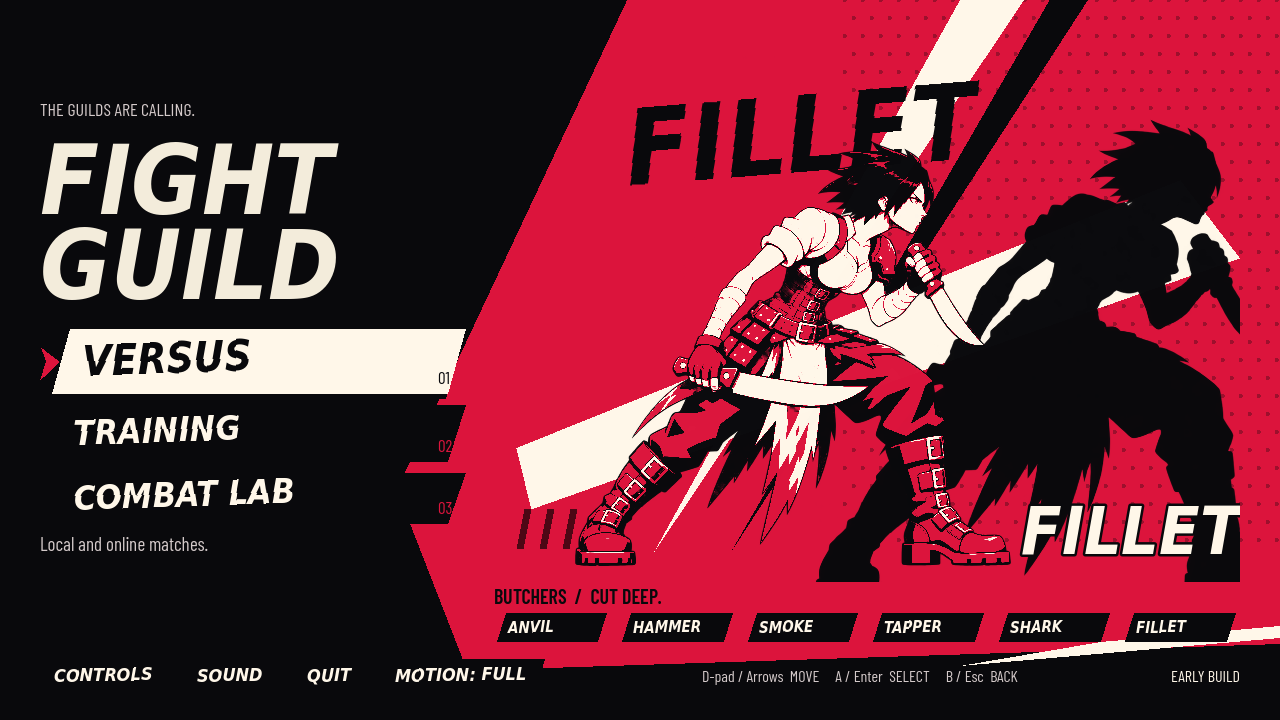 THE GUILDS ARE CALLING.
FIGHT
GUILD
VERSUS
01
TRAINING
02
COMBAT LAB
03
Local and online matches.
FILLET
FILLET
BUTCHERS / CUT DEEP.
ANVIL HAMMER SMOKE TAPPER SHARK FILLET
CONTROLS SOUND QUIT MOTION: FULL
D-pad / Arrows MOVE A / Enter SELECT B / Esc BACK
EARLY BUILD